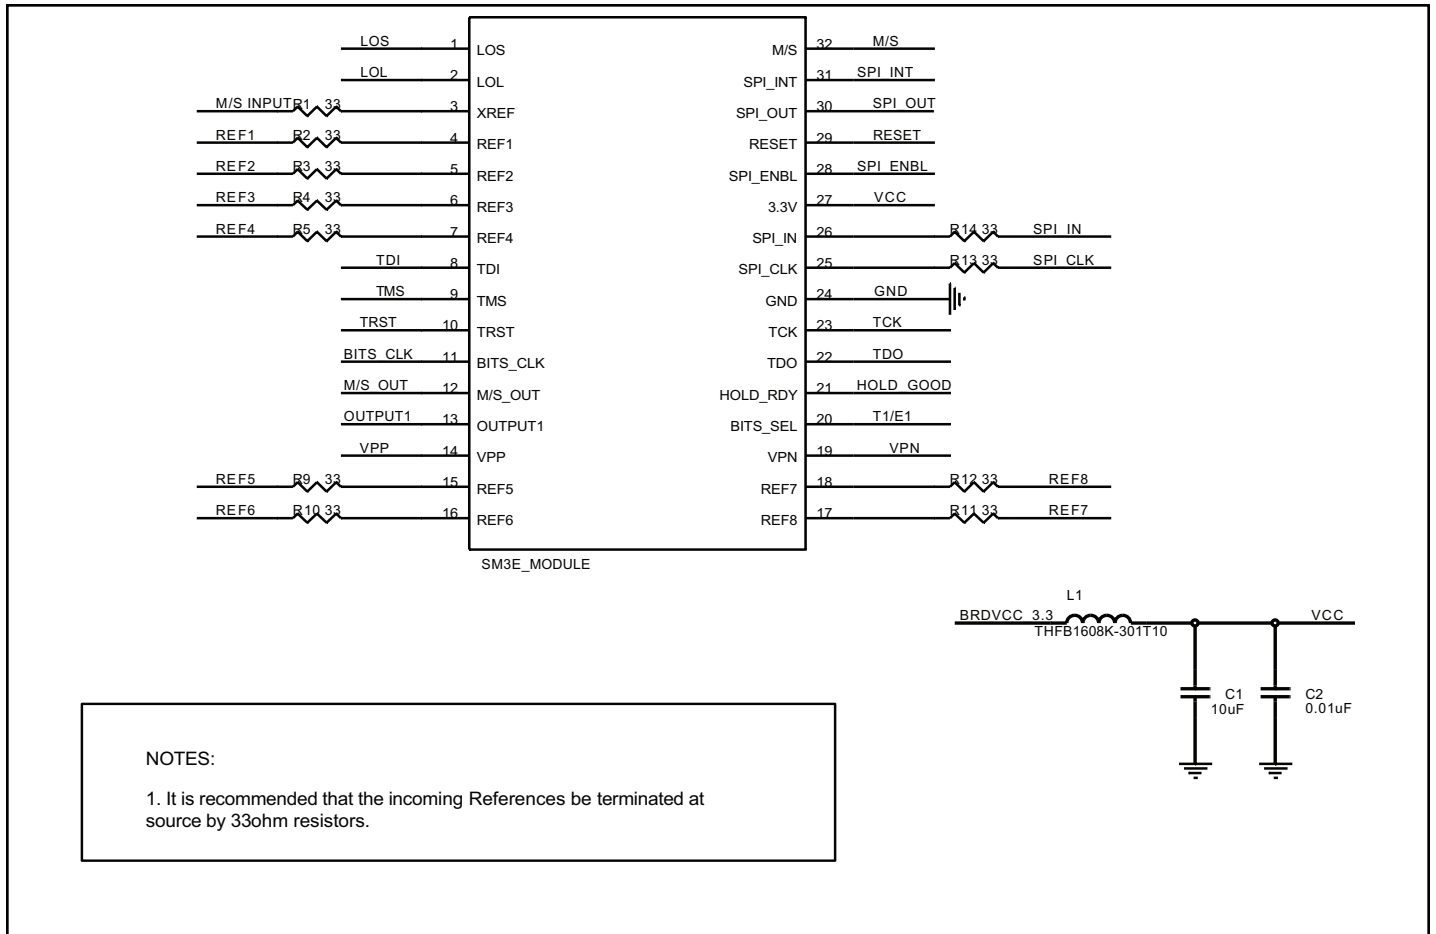 LOS 1 LOS M/S 32 M/S
LOL 2 LOL SPI_INT 31 SPI_INT
M/S INPUT R1 33 3 XREF SPI_OUT 30 SPI_OUT
REF1 R2 33 4 REF1 RESET 29 RESET
REF2 R3 33 5 REF2 SPI_ENBL 28 SPI_ENBL
REF3 R4 33 6 REF3 3.3V 27 VCC
REF4 R5 33 7 REF4 SPI_IN 26 R14 33 SPI_IN
TDI 8 TDI SPI_CLK 25 R13 33 SPI_CLK
TMS 9 TMS GND 24 GND
TRST 10 TRST TCK 23 TCK
BITS_CLK 11 BITS_CLK TDO 22 TDO
M/S_OUT 12 M/S_OUT HOLD_RDY 21 HOLD_GOOD
OUTPUT1 13 OUTPUT1 BITS_SEL 20 T1/E1
VPP 14 VPP VPN 19 VPN
REF5 R9 33 15 REF5 REF7 18 R12 33 REF8
REF6 R10 33 16 REF6 REF8 17 R11 33 REF7
SM3E_MODULE
L1
BRDVCC_3.3 VCC
THFB1608K-301T10
C1 C2
10uF 0.01uF
NOTES:
1. It is recommended that the incoming References be terminated at
source by 33ohm resistors.